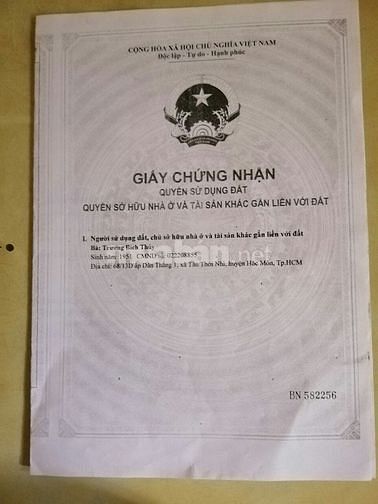 CỘNG HÒA XÃ HỘI CHỦ NGHĨA VIỆT NAM
Độc lập - Tự do - Hạnh phúc
GIẤY CHỨNG NHẬN
QUYỀN SỬ DỤNG ĐẤT
QUYỀN SỞ HỮU NHÀ Ở VÀ TÀI SẢN KHÁC GẮN LIỀN VỚI ĐẤT
I. Người sử dụng đất, chủ sở hữu nhà ở và tài sản khác gắn liền với đất
Bà: Trương Bích Thủy
Sinh năm: 1951 CMND số: 022208855
Địa chỉ: 68/13D ấp Dân Thắng 1, xã Tân Thới Nhì, huyện Hóc Môn, Tp.HCM
BN 582256